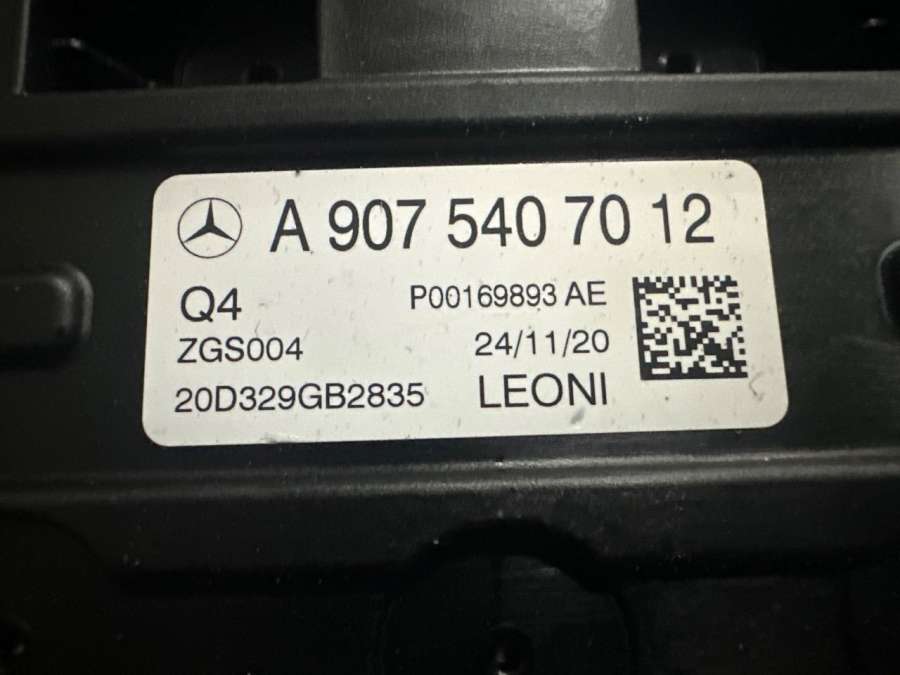 A 907 540 70 12
Q4 P00169893 AE
ZGS004 24/11/20
20D329GB2835 LEONI